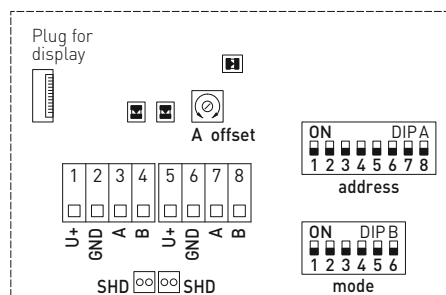 Plug for
display
A offset
ON DIP A
1 2 3 4 5 6 7 8
address
1 2 3 4 5 6 7 8
U+ GND A B U+ GND A B
ON DIP B
1 2 3 4 5 6
mode
SHD SHD